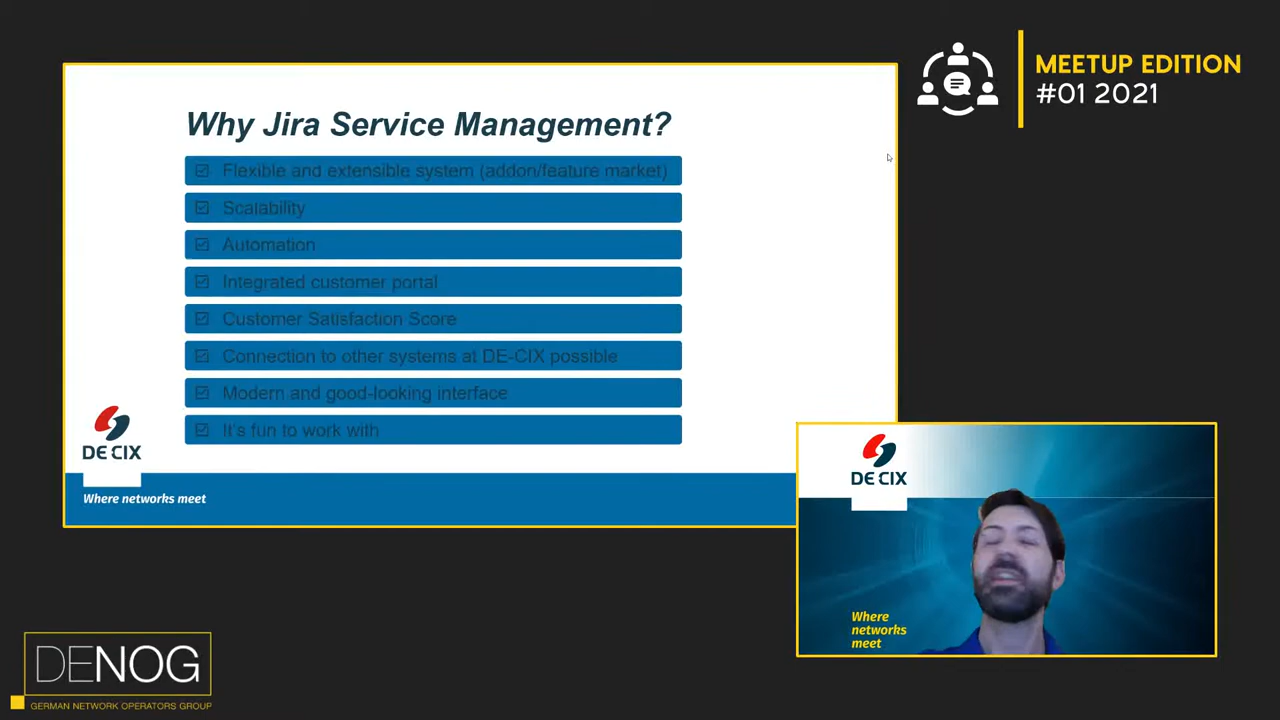 MEETUP EDITION
#01 2021
Why Jira Service Management?
Flexible and extensible system (addon/feature market)
Scalability
Automation
Integrated customer portal
Customer Satisfaction Score
Connection to other systems at DE-CIX possible
Modern and good-looking interface
It's fun to work with
DE CIX
Where networks meet
DE CIX
Where
networks
meet
DENOG
GERMAN NETWORK OPERATORS GROUP